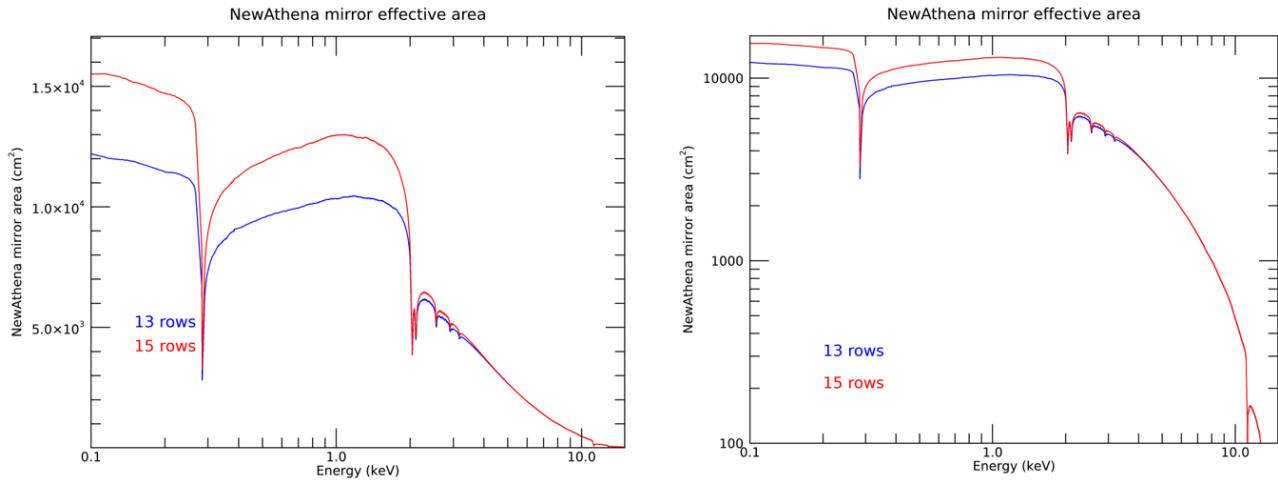 NewAthena mirror effective area
NewAthena mirror area (cm²)
1.5×10⁴
1.0×10⁴
5.0×10³
13 rows
15 rows
0.1
1.0
10.0
Energy (keV)
NewAthena mirror effective area
NewAthena mirror area (cm²)
10000
1000
100
13 rows
15 rows
0.1
1.0
10.0
Energy (keV)